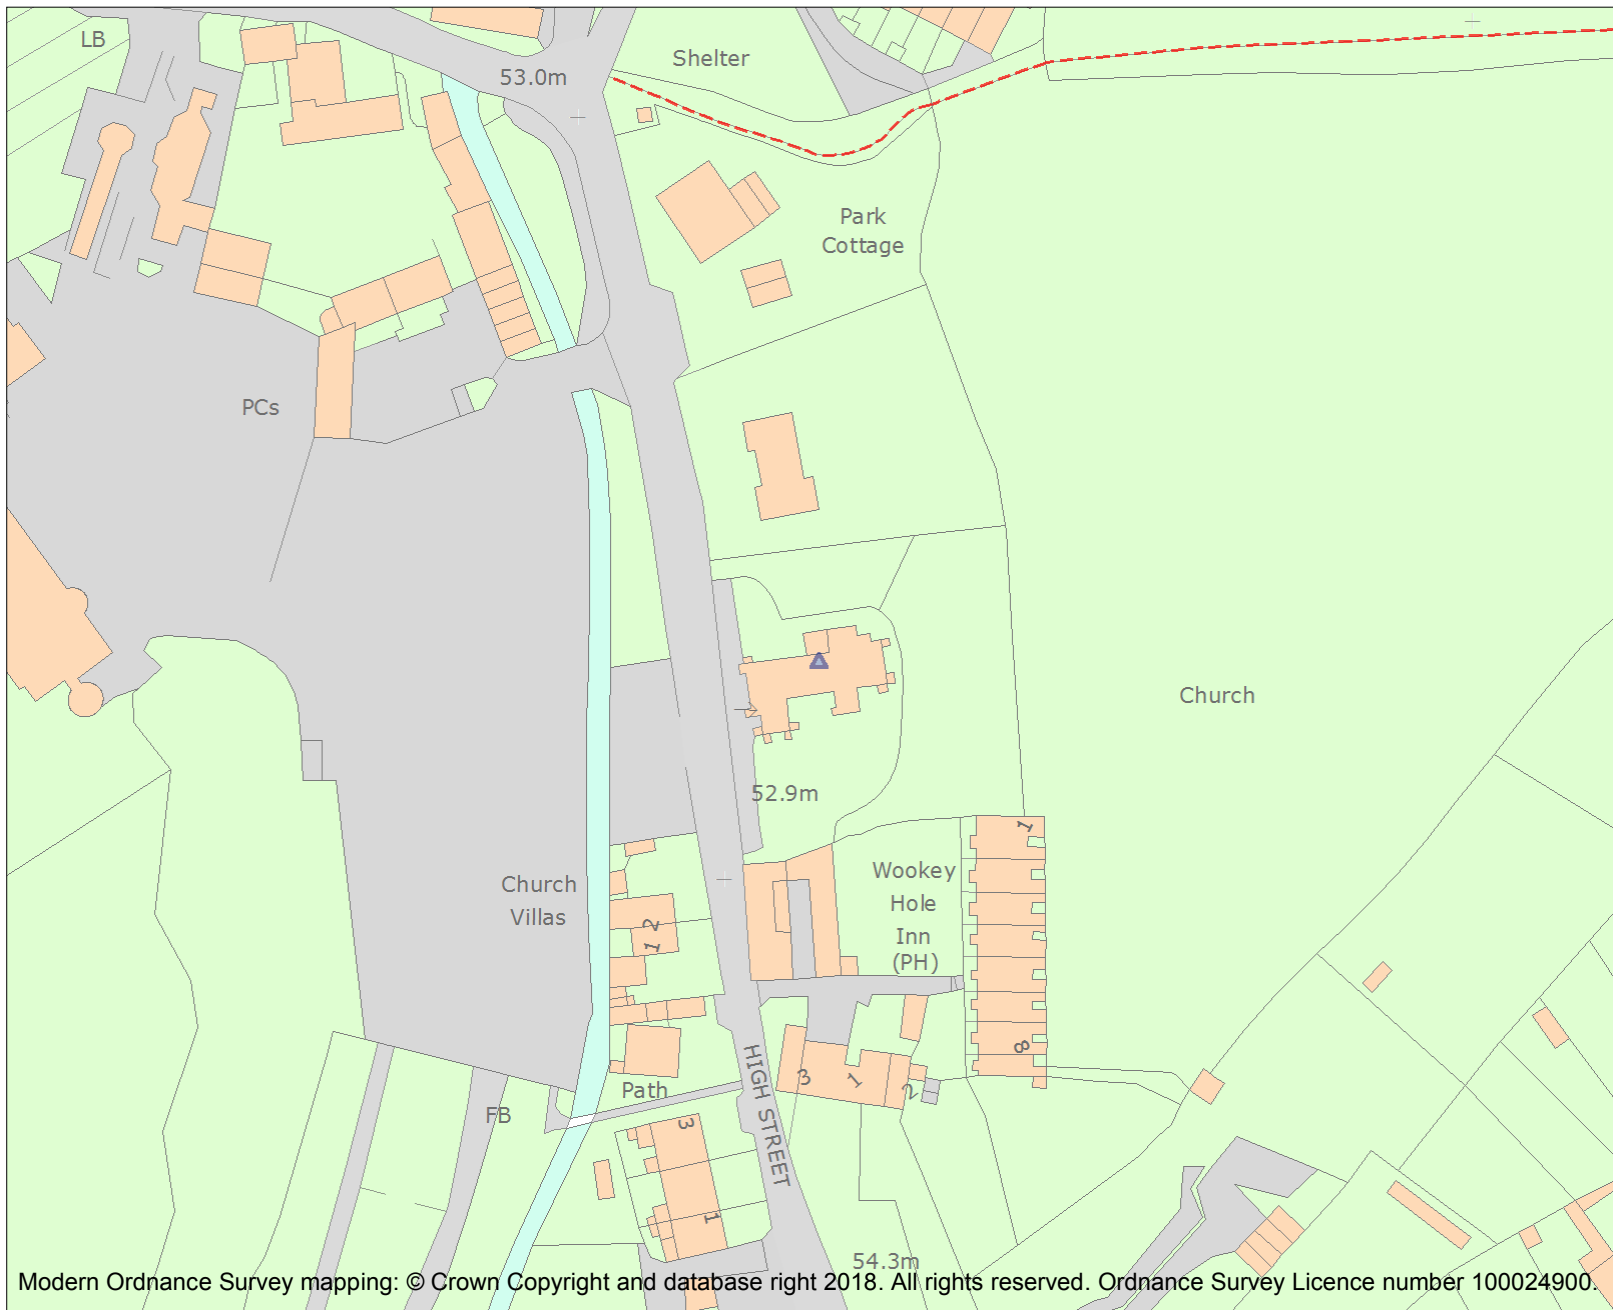 LB
53.0m
Shelter
Park
Cottage
PCs
Church
52.9m
Church
Villas
2
1
Wookey
Hole
Inn
(PH)
1
8
HIGH STREET
3
1
2
Path
FB
3
1
54.3m
Modern Ordnance Survey mapping: © Crown Copyright and database right 2018. All rights reserved. Ordnance Survey Licence number 100024900.